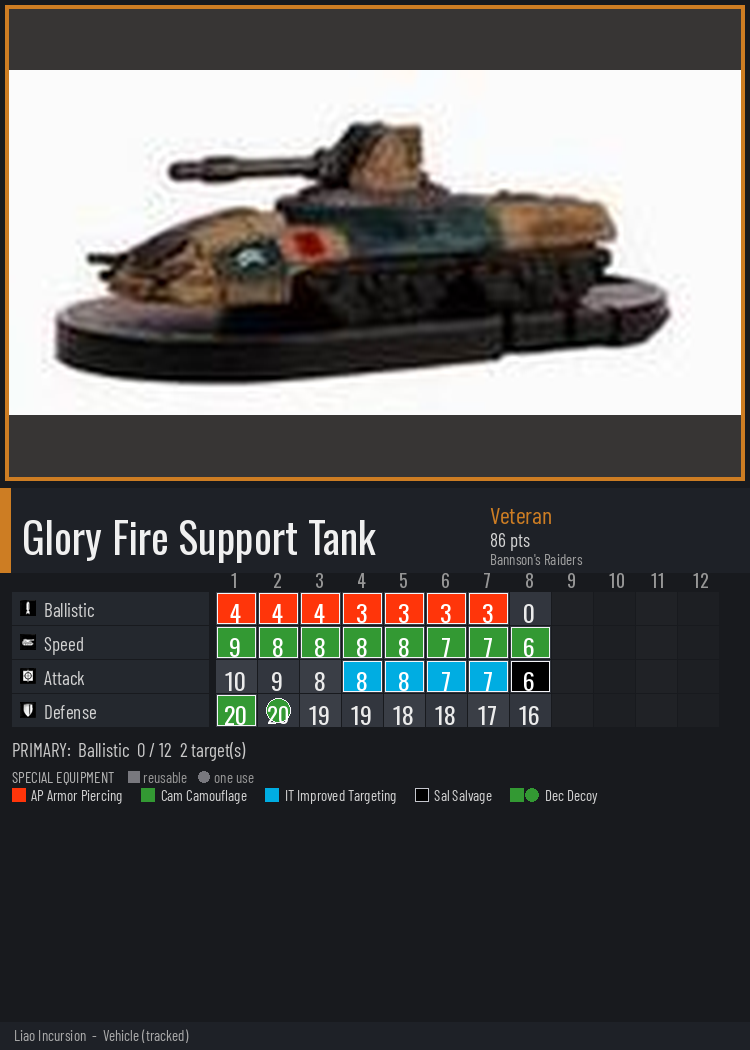 Glory Fire Support Tank
Veteran
86 pts
Bannson's Raiders
1 2 3 4 5 6 7 8 9 10 11 12
Ballistic 4 4 4 3 3 3 3 0
Speed 9 8 8 8 8 7 7 6
Attack 10 9 8 8 8 7 7 6
Defense 20 20 19 19 18 18 17 16
PRIMARY: Ballistic 0 / 12 2 target(s)
SPECIAL EQUIPMENT reusable one use
AP Armor Piercing Cam Camouflage IT Improved Targeting Sal Salvage Dec Decoy
Liao Incursion - Vehicle (tracked)